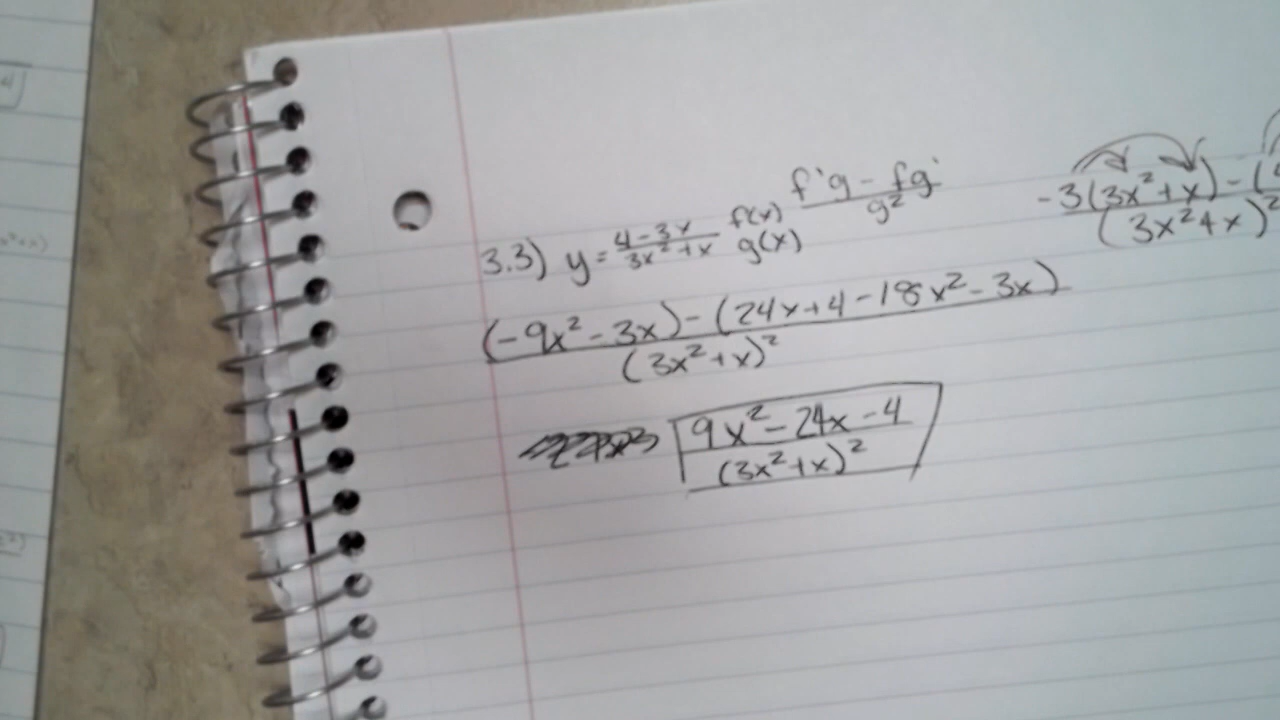 3.3) y = (4-3x)/(3x²+x) f(x) g(x) (f'g - fg')/g²
(-3(3x²+x) - (4)/(3x²+x)²
((-9x² - 3x) - (24x+4-18x² - 3x))/(3x²+x)²
(9x² - 24x - 4)/(3x²+x)²